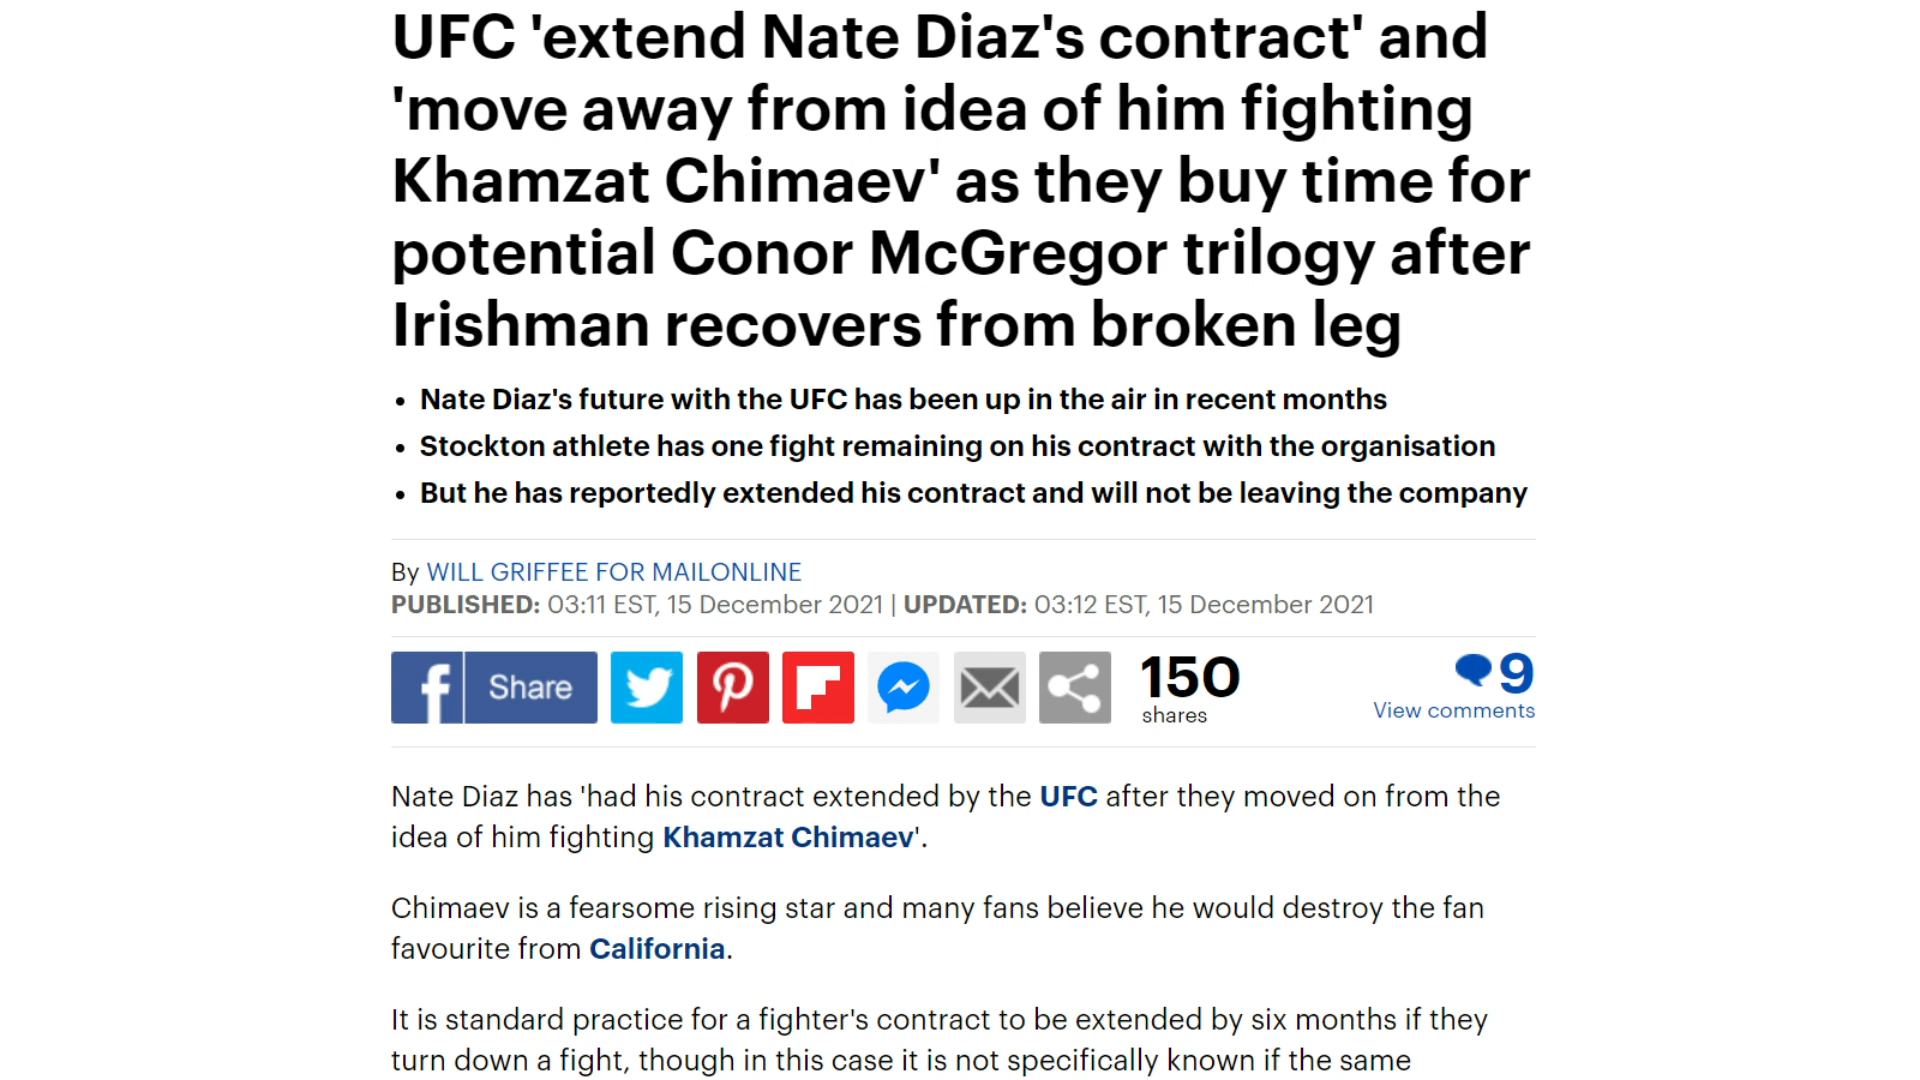 UFC 'extend Nate Diaz's contract' and
'move away from idea of him fighting
Khamzat Chimaev' as they buy time for
potential Conor McGregor trilogy after
Irishman recovers from broken leg
• Nate Diaz's future with the UFC has been up in the air in recent months
• Stockton athlete has one fight remaining on his contract with the organisation
• But he has reportedly extended his contract and will not be leaving the company
By WILL GRIFFEE FOR MAILONLINE
PUBLISHED: 03:11 EST, 15 December 2021 | UPDATED: 03:12 EST, 15 December 2021
Share
150
shares
9
View comments
Nate Diaz has 'had his contract extended by the UFC after they moved on from the
idea of him fighting Khamzat Chimaev'.
Chimaev is a fearsome rising star and many fans believe he would destroy the fan
favourite from California.
It is standard practice for a fighter's contract to be extended by six months if they
turn down a fight, though in this case it is not specifically known if the same